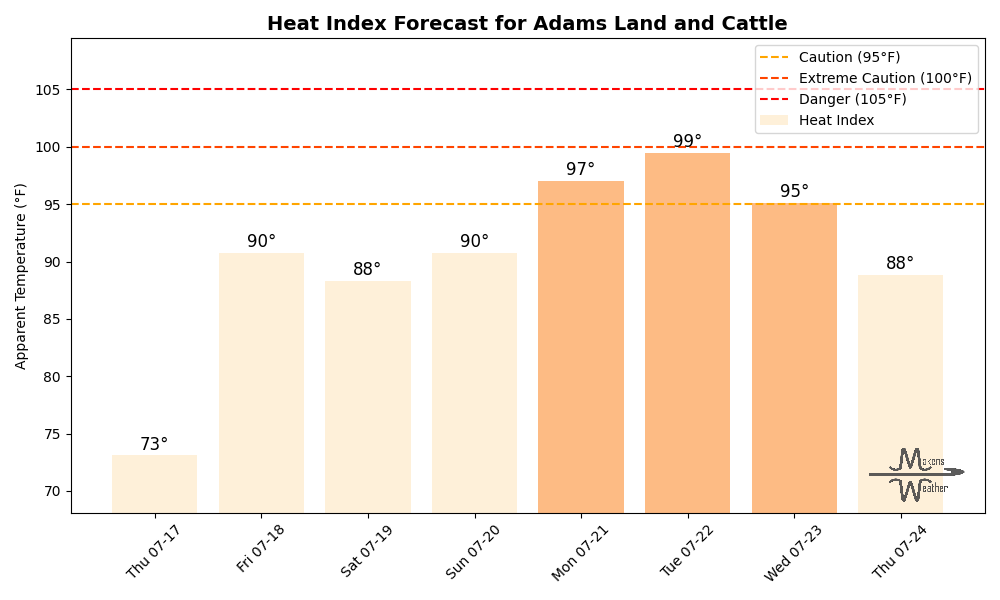 Heat Index Forecast for Adams Land and Cattle
Caution (95°F)
Extreme Caution (100°F)
Danger (105°F)
Heat Index
Apparent Temperature (°F)
105
100
95
90
85
80
75
70
73°
90°
88°
90°
97°
99°
95°
88°
Thu 07-17
Fri 07-18
Sat 07-19
Sun 07-20
Mon 07-21
Tue 07-22
Wed 07-23
Thu 07-24
Weather